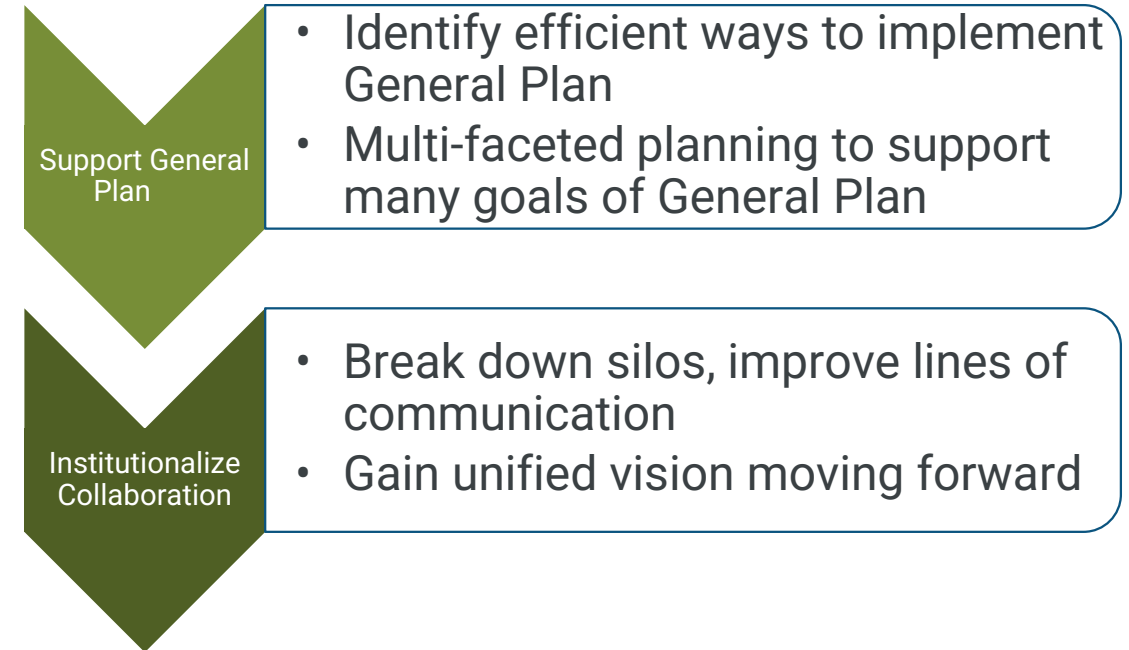 Support General
Plan
• Identify efficient ways to implement
General Plan
• Multi-faceted planning to support
many goals of General Plan
Institutionalize
Collaboration
• Break down silos, improve lines of
communication
• Gain unified vision moving forward